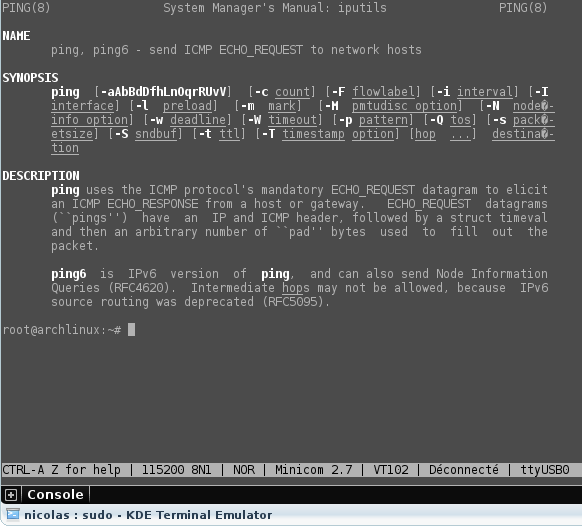 PING(8)                System Manager's Manual: iputils                PING(8)
NAME
ping, ping6 - send ICMP ECHO_REQUEST to network hosts
SYNOPSIS
ping [-aAbBdDfhLnOqrRUvV] [-c count] [-F flowlabel] [-i interval] [-I
interface] [-l preload] [-m mark] [-M pmtudisc_option] [-N node�-
info_option] [-w deadline] [-W timeout] [-p pattern] [-Q tos] [-s pack�-
etsize] [-S sndbuf] [-t ttl] [-T timestamp option] [hop ...] destina�-
tion
DESCRIPTION
ping uses the ICMP protocol's mandatory ECHO_REQUEST datagram to elicit
an ICMP ECHO_RESPONSE from a host or gateway. ECHO_REQUEST datagrams
(``pings'') have an IP and ICMP header, followed by a struct timeval
and then an arbitrary number of ``pad'' bytes used to fill out the
packet.
ping6 is IPv6 version of ping, and can also send Node Information
Queries (RFC4620). Intermediate hops may not be allowed, because IPv6
source routing was deprecated (RFC5095).
root@archlinux:~#
CTRL-A Z for help | 115200 8N1 | NOR | Minicom 2.7 | VT102 | Déconnecté | ttyUSB0
Console
nicolas : sudo - KDE Terminal Emulator